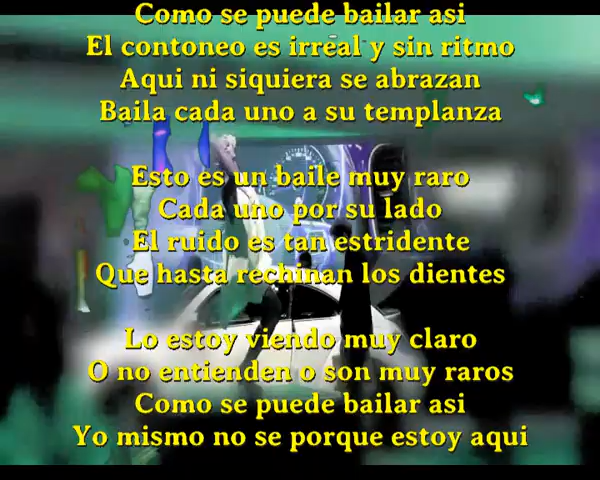 Como se puede bailar asi
El contoneo es irreal y sin ritmo
Aqui ni siquiera se abrazan
Baila cada uno a su templanza
Esto es un baile muy raro
Cada uno por su lado
El ruido es tan estridente
Que hasta rechinan los dientes
Lo estoy viendo muy claro
O no entienden o son muy raros
Como se puede bailar asi
Yo mismo no se porque estoy aqui